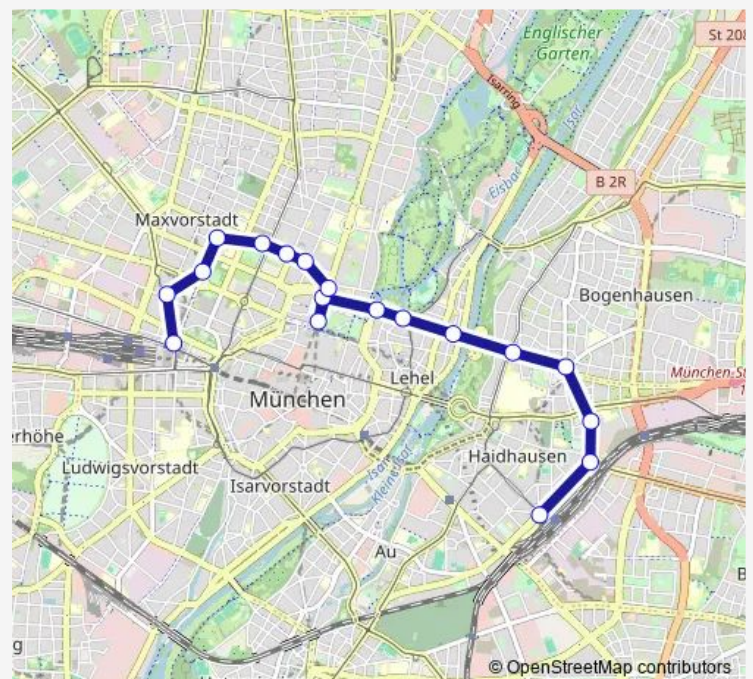 Englischer
Garten
St 208
Isarring
Isar
Eisbac
B 2R
Maxvorstadt
Bogenhausen
München-St
Lehel
München
erhöhe
Ludwigsvorstadt
Haidhausen
Isarvorstadt
Isar
Kleine Isar
Au
B
g
© OpenStreetMap contributors